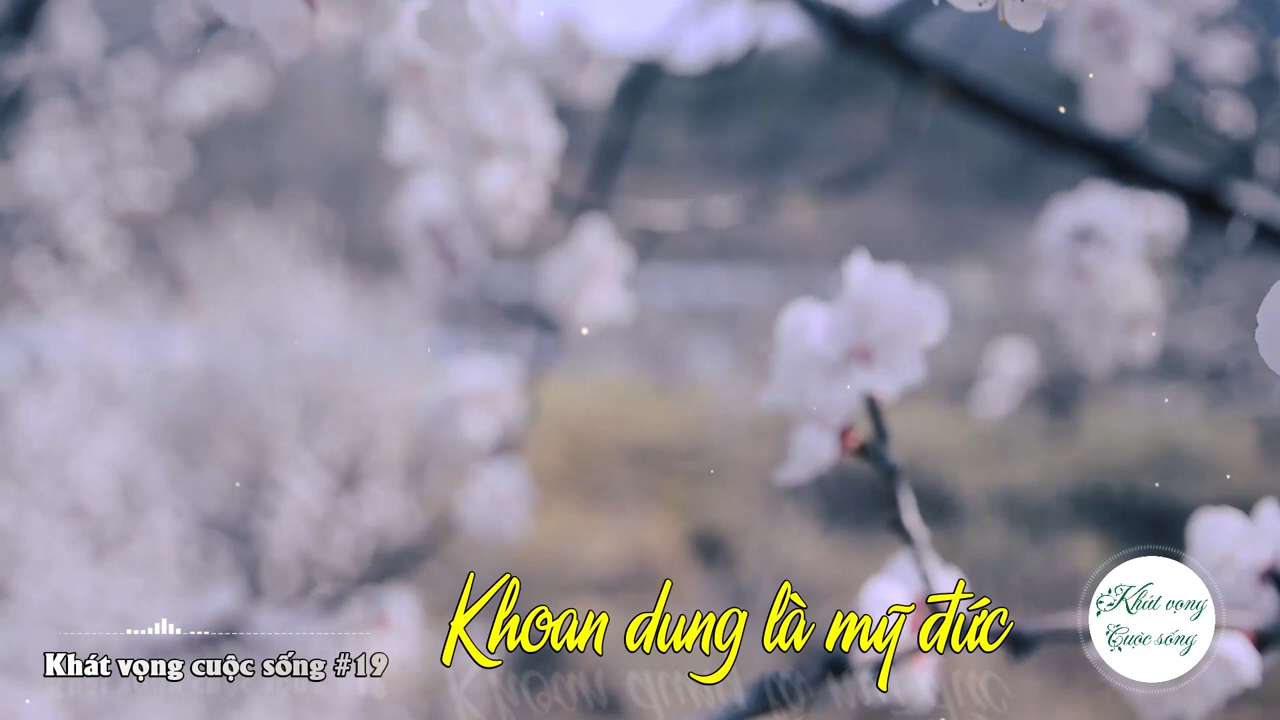 Khoan dung là mỹ đức
Khát vọng cuộc sống #19
Khát vọng
Cuộc sống